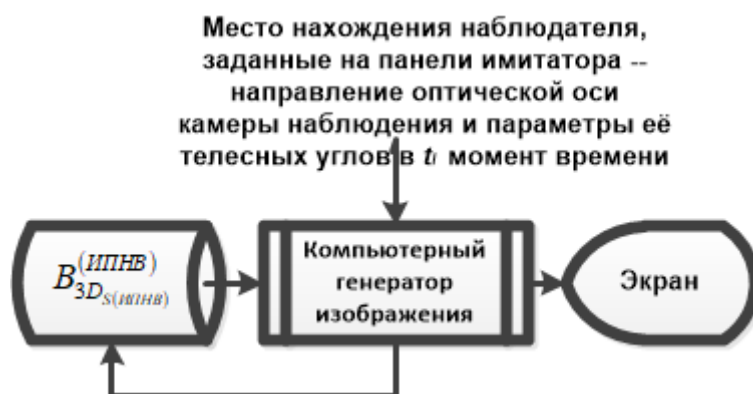 Место нахождения наблюдателя,
заданные на панели имитатора --
направление оптической оси
камеры наблюдения и параметры её
телесных углов в tᵢ момент времени
B₃D_S(ИПНВ)^(ИПНВ)
Компьютерный
генератор
изображения
Экран